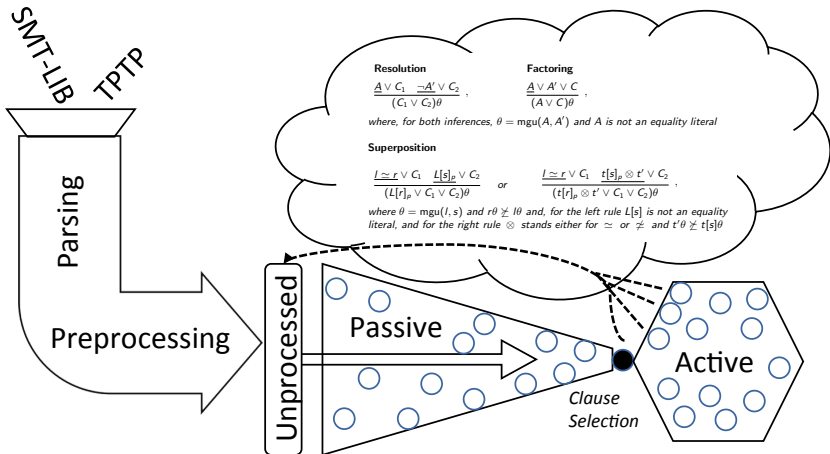 SMT-LIB
TPTP
Parsing
Preprocessing
Unprocessed
Passive
Clause
Selection
Active
Resolution
A ∨ C₁ ¬A′ ∨ C₂
(C₁ ∨ C₂)θ
,
Factoring
A ∨ A′ ∨ C
(A ∨ C)θ
,
where, for both inferences, θ = mgu(A, A′) and A is not an equality literal
Superposition
l ≃ r ∨ C₁ L[s]ₚ ∨ C₂
(L[r]ₚ ∨ C₁ ∨ C₂)θ
or
l ≃ r ∨ C₁ t[s]ₚ ⊗ t′ ∨ C₂
(t[r]ₚ ⊗ t′ ∨ C₁ ∨ C₂)θ
,
where θ = mgu(l, s) and rθ ⋡ lθ and, for the left rule L[s] is not an equality
literal, and for the right rule ⊗ stands either for ≃ or ≄ and t′θ ⋡ t[s]θ